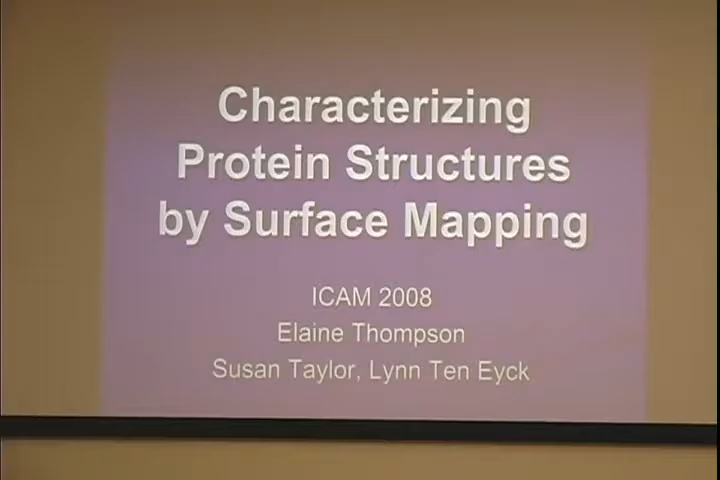 Characterizing
Protein Structures
by Surface Mapping
ICAM 2008
Elaine Thompson
Susan Taylor, Lynn Ten Eyck